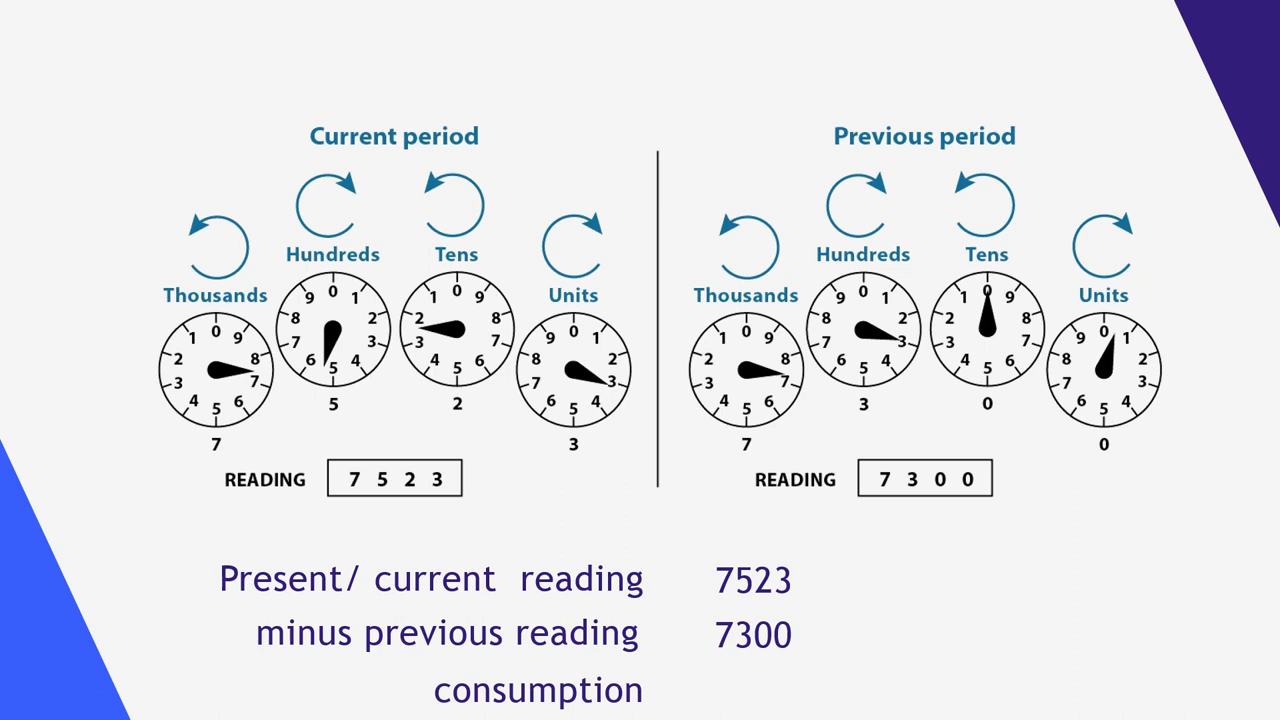 Current period
Thousands
Hundreds
Tens
Units
0 9 8 7 6 5 4 3 2 1
0 1 2 3 4 5 6 7 8 9
0 9 8 7 6 5 4 3 2 1
0 1 2 3 4 5 6 7 8 9
7
5
2
3
READING 7 5 2 3
Previous period
Thousands
Hundreds
Tens
Units
0 9 8 7 6 5 4 3 2 1
0 1 2 3 4 5 6 7 8 9
0 9 8 7 6 5 4 3 2 1
0 1 2 3 4 5 6 7 8 9
7
3
0
0
READING 7 3 0 0
Present/ current reading 7523
minus previous reading 7300
consumption